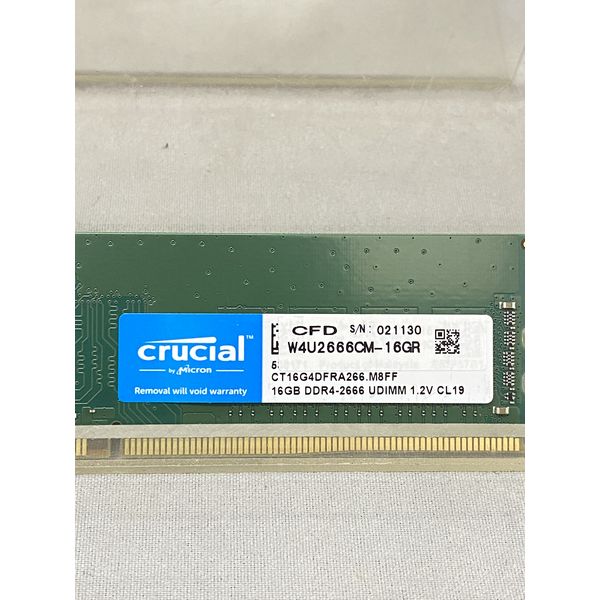 crucial
by Micron
Removal will void warranty
CFD S/N: 021130
W4U2666CM-16GR
5
CT16G4DFRA266.M8FF
16GB DDR4-2666 UDIMM 1.2V CL19